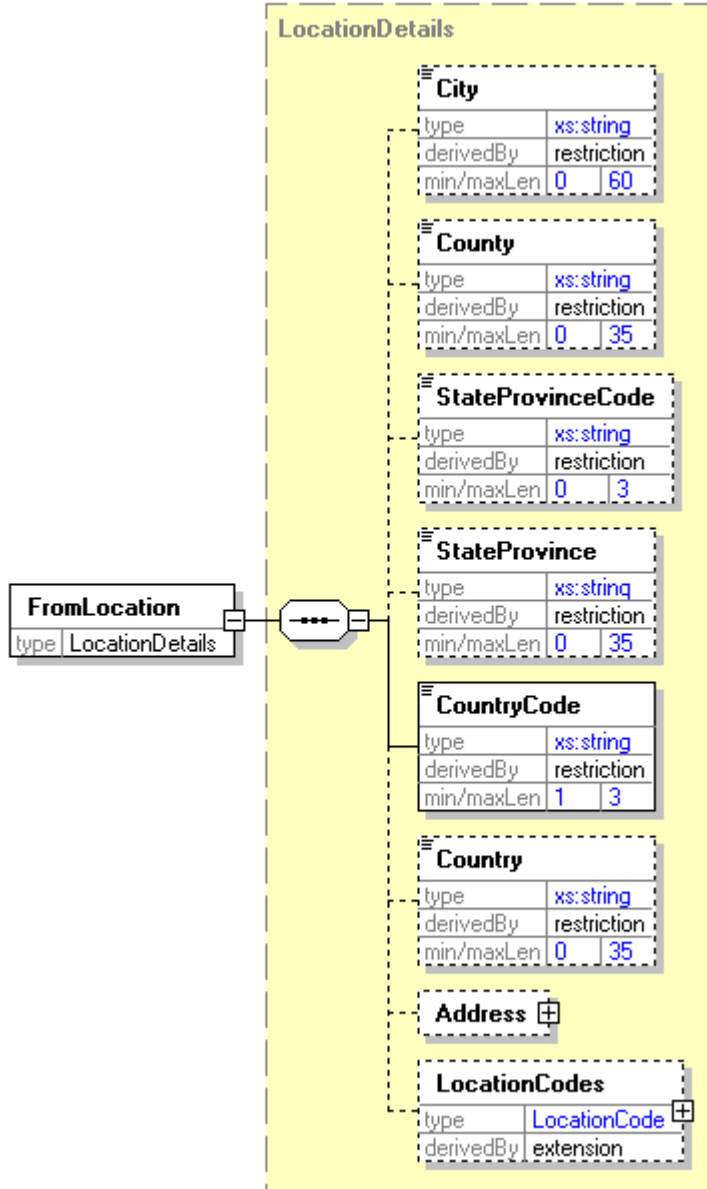 LocationDetails
City
type xs:string
derivedBy restriction
min/maxLen 0 60
County
type xs:string
derivedBy restriction
min/maxLen 0 35
StateProvinceCode
type xs:string
derivedBy restriction
min/maxLen 0 3
StateProvince
type xs:string
derivedBy restriction
min/maxLen 0 35
FromLocation
type LocationDetails
CountryCode
type xs:string
derivedBy restriction
min/maxLen 1 3
Country
type xs:string
derivedBy restriction
min/maxLen 0 35
Address
LocationCodes
type LocationCode
derivedBy extension